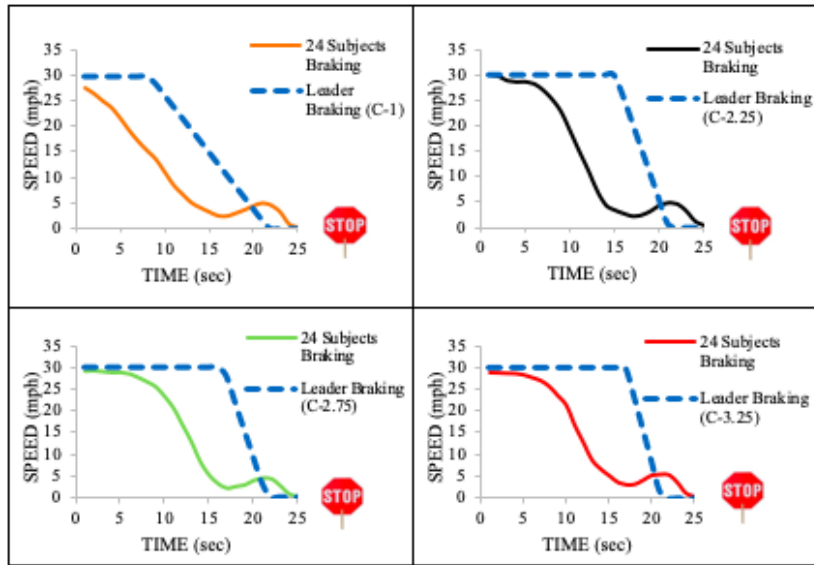 35
30
25
20
15
10
5
0
SPEED (mph)
24 Subjects
Braking
Leader
Braking (C-1)
0 5 10 15 20 25
TIME (sec)
STOP
35
30
25
20
15
10
5
0
SPEED (mph)
24 Subjects
Braking
Leader Braking
(C-2.25)
0 5 10 15 20 25
TIME (sec)
STOP
35
30
25
20
15
10
5
0
SPEED (mph)
24 Subjects
Braking
Leader Braking
(C-2.75)
0 5 10 15 20 25
TIME (sec)
STOP
35
30
25
20
15
10
5
0
SPEED (mph)
24 Subjects
Braking
Leader Braking
(C-3.25)
0 5 10 15 20 25
TIME (sec)
STOP